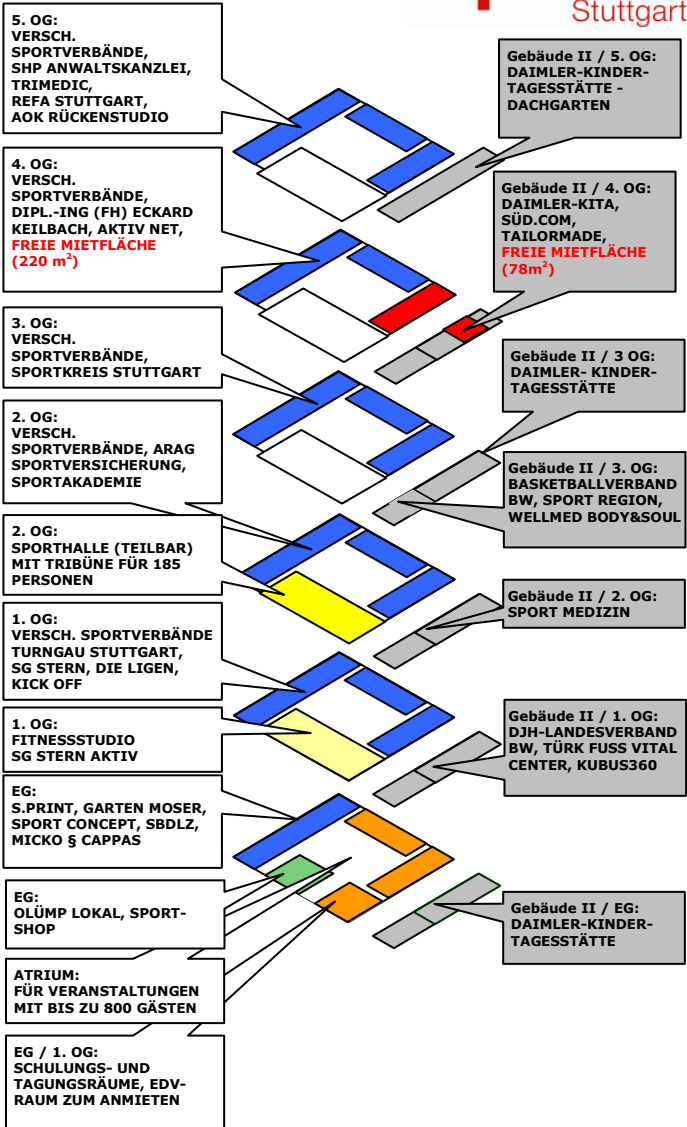 Stuttgart
5. OG:
VERSCH.
SPORTVERBÄNDE,
SHP ANWALTSKANZLEI,
TRIMEDIC,
REFA STUTTGART,
AOK RÜCKENSTUDIO
Gebäude II / 5. OG:
DAIMLER-KINDER-
TAGESSTÄTTE -
DACHGARTEN
4. OG:
VERSCH.
SPORTVERBÄNDE,
DIPL.-ING (FH) ECKARD
KEILBACH, AKTIV NET,
FREIE MIETFLÄCHE
(220 m²)
Gebäude II / 4. OG:
DAIMLER-KITA,
SÜD.COM,
TAILORMADE,
FREIE MIETFLÄCHE
(78m²)
3. OG:
VERSCH.
SPORTVERBÄNDE,
SPORTKREIS STUTTGART
Gebäude II / 3 OG:
DAIMLER- KINDER-
TAGESSTÄTTE
2. OG:
VERSCH.
SPORTVERBÄNDE, ARAG
SPORTVERSICHERUNG,
SPORTAKADEMIE
Gebäude II / 3. OG:
BASKETBALLVERBAND
BW, SPORT REGION,
WELLMED BODY&SOUL
2. OG:
SPORTHALLE (TEILBAR)
MIT TRIBÜNE FÜR 185
PERSONEN
Gebäude II / 2. OG:
SPORT MEDIZIN
1. OG:
VERSCH. SPORTVERBÄNDE
TURNGAU STUTTGART,
SG STERN, DIE LIGEN,
KICK OFF
1. OG:
FITNESSSTUDIO
SG STERN AKTIV
Gebäude II / 1. OG:
DJH-LANDESVERBAND
BW, TÜRK FUSS VITAL
CENTER, KUBUS360
EG:
S.PRINT, GARTEN MOSER,
SPORT CONCEPT, SBDLZ,
MICKO § CAPPAS
EG:
OLÜMP LOKAL, SPORT-
SHOP
Gebäude II / EG:
DAIMLER-KINDER-
TAGESSTÄTTE
ATRIUM:
FÜR VERANSTALTUNGEN
MIT BIS ZU 800 GÄSTEN
EG / 1. OG:
SCHULUNGS- UND
TAGUNGSRÄUME, EDV-
RAUM ZUM ANMIETEN